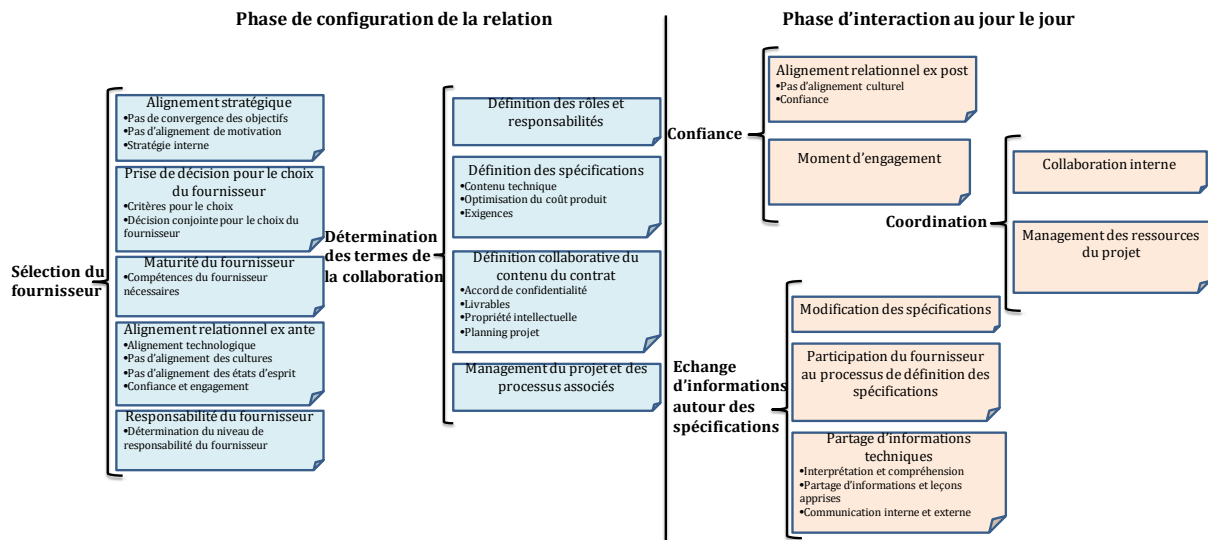 Phase de configuration de la relation
Sélection du
fournisseur
Alignement stratégique
•Pas de convergence des objectifs
•Pas d'alignement de motivation
•Stratégie interne
Prise de décision pour le choix
du fournisseur
•Critères pour le choix
•Décision conjointe pour le choix du
fournisseur
Maturité du fournisseur
•Compétences du fournisseur
nécessaires
Alignement relationnel ex ante
•Alignement technologique
•Pas d'alignement des cultures
•Pas d'alignement des états d'esprit
•Confiance et engagement
Responsabilité du fournisseur
•Détermination du niveau de
responsabilité du fournisseur
Détermination
des termes de
la collaboration
Définition des rôles et
responsabilités
Définition des spécifications
•Contenu technique
•Optimisation du coût produit
•Exigences
Définition collaborative du
contenu du contrat
•Accord de confidentialité
•Livrables
•Propriété intellectuelle
•Planning projet
Management du projet et des
processus associés
Phase d'interaction au jour le jour
Confiance
Alignement relationnel ex post
•Pas d'alignement culturel
•Confiance
Moment d'engagement
Coordination
Collaboration interne
Management des ressources
du projet
Echange
d'informations
autour des
spécifications
Modification des spécifications
Participation du fournisseur
au processus de définition des
spécifications
Partage d'informations
techniques
•Interprétation et compréhension
•Partage d'informations et leçons
apprises
•Communication interne et externe